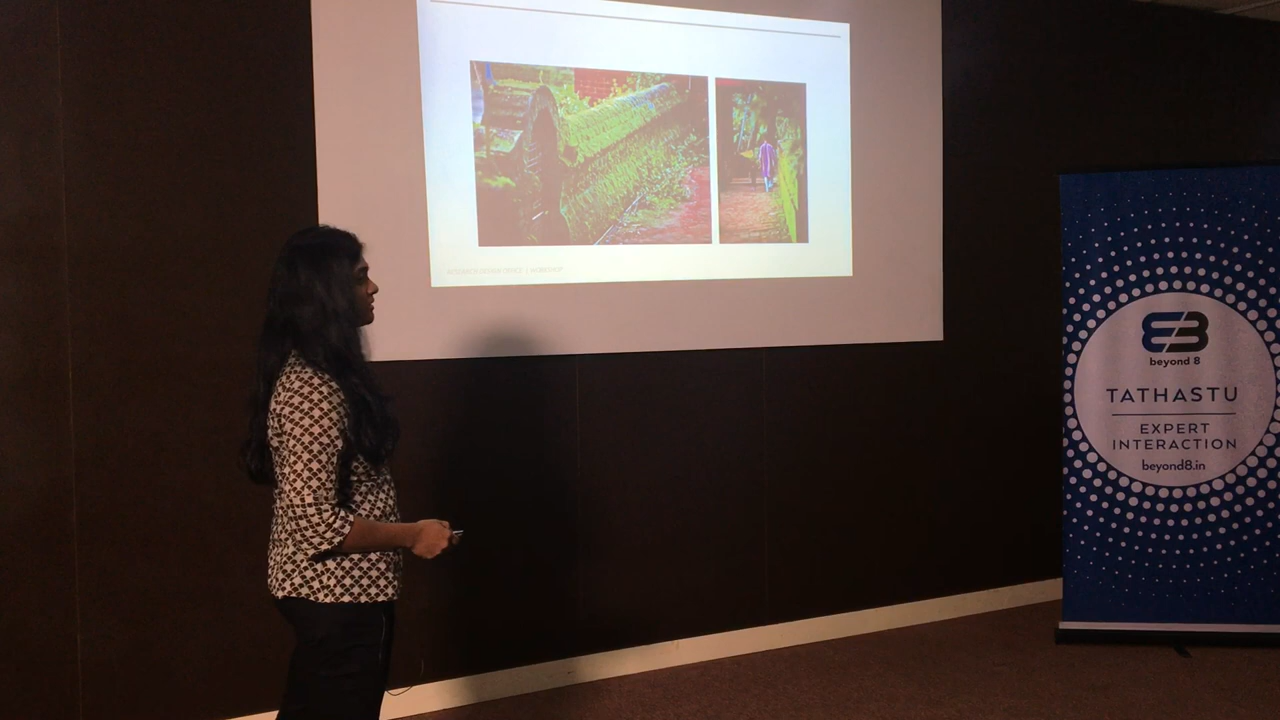 beyond 8
TATHASTU
EXPERT
INTERACTION
beyond8.in